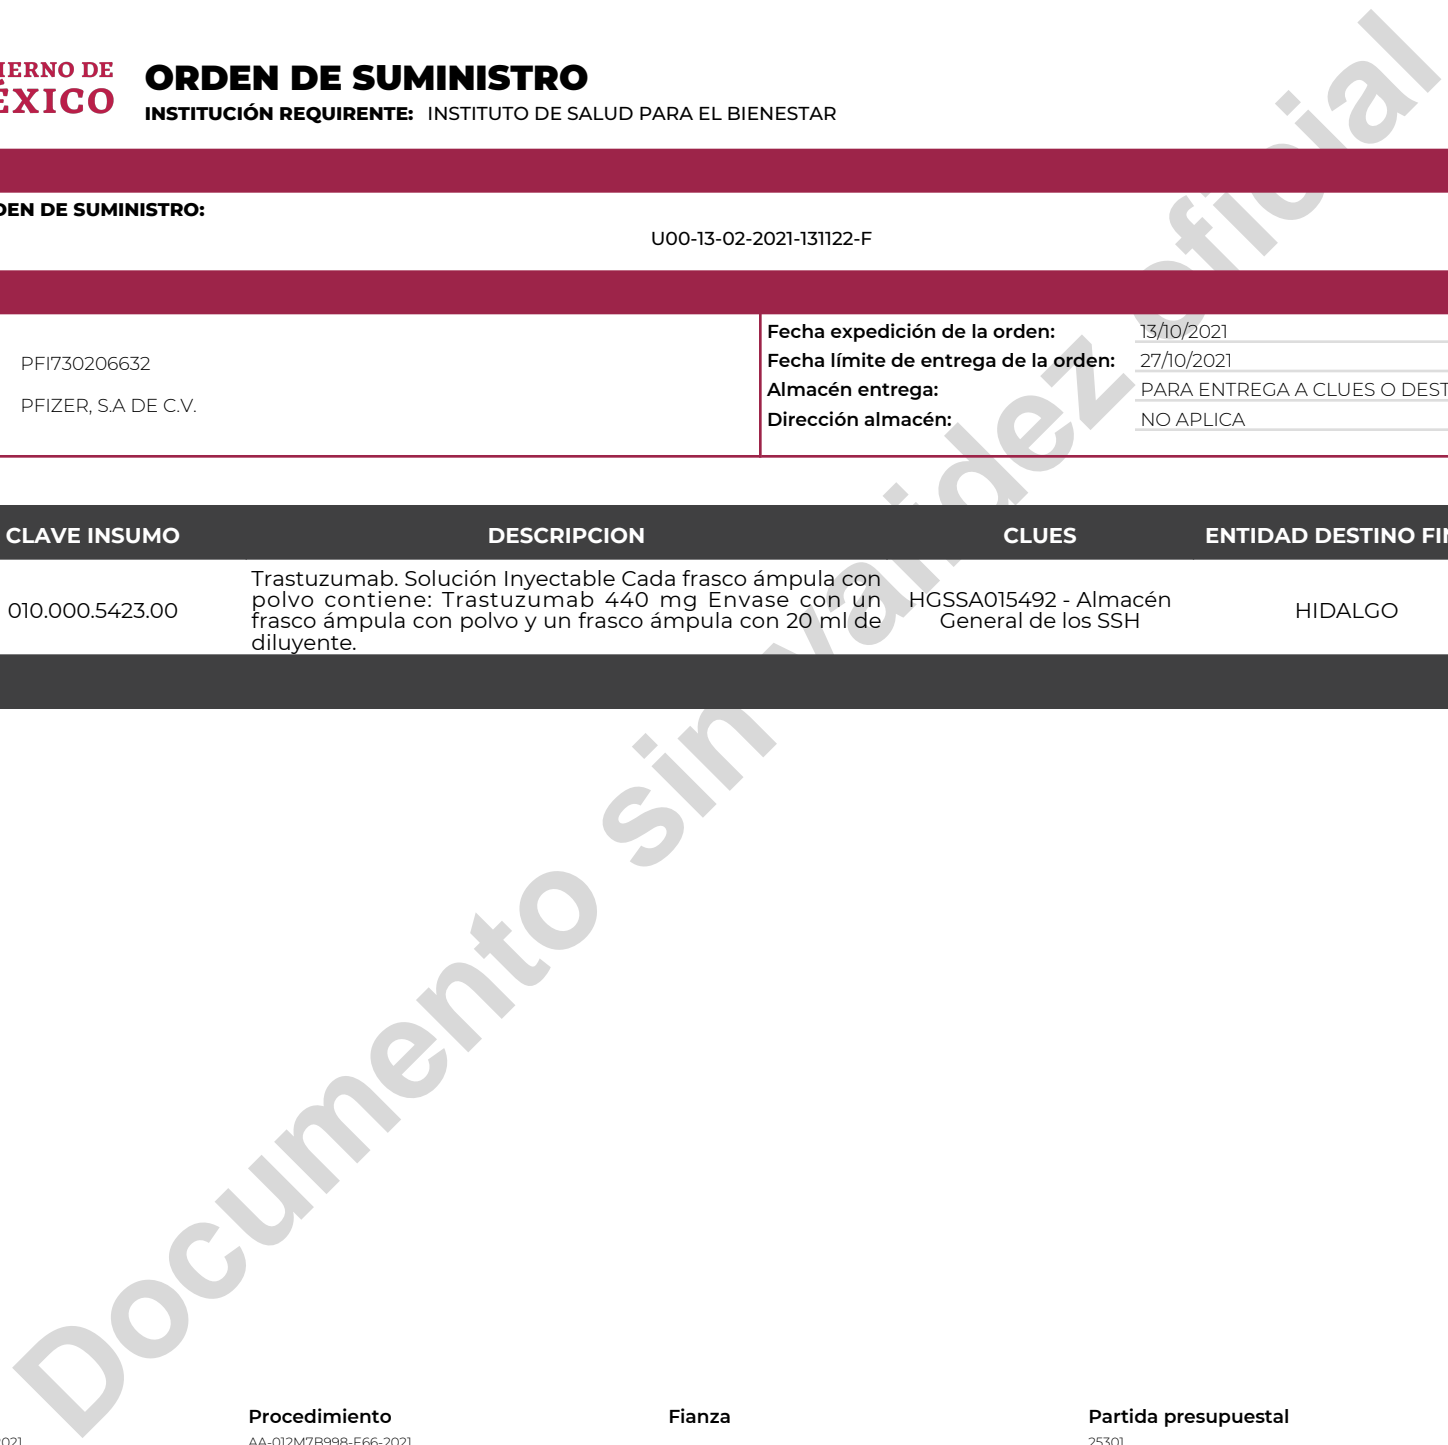 ORDEN DE SUMINISTRO
INSTITUCIÓN REQUIRENTE: INSTITUTO DE SALUD PARA EL BIENESTAR
DE
DE SUMINISTRO:
U00-13-02-2021-131122-F
PFI730206632
PFIZER, S.A DE C.V.
Fecha expedición de la orden: 13/10/2021
Fecha límite de entrega de la orden: 27/10/2021
Almacén entrega: PARA ENTREGA A CLUES O
Dirección almacén: NO APLICA
CLAVE INSUMO DESCRIPCION CLUES ENTIDAD DESTINO
010.000.5423.00
Trastuzumab. Solución Inyectable Cada frasco ámpula con
polvo contiene: Trastuzumab 440 mg Envase con un
frasco ámpula con polvo y un frasco ámpula con 20 ml de
diluyente.
HGSSA015492 - Almacén
General de los SSH
HIDALGO
Documento sin validez oficial
Procedimiento Fianza Partida presupuestal
AA-012M7B998-E66-2021 25301